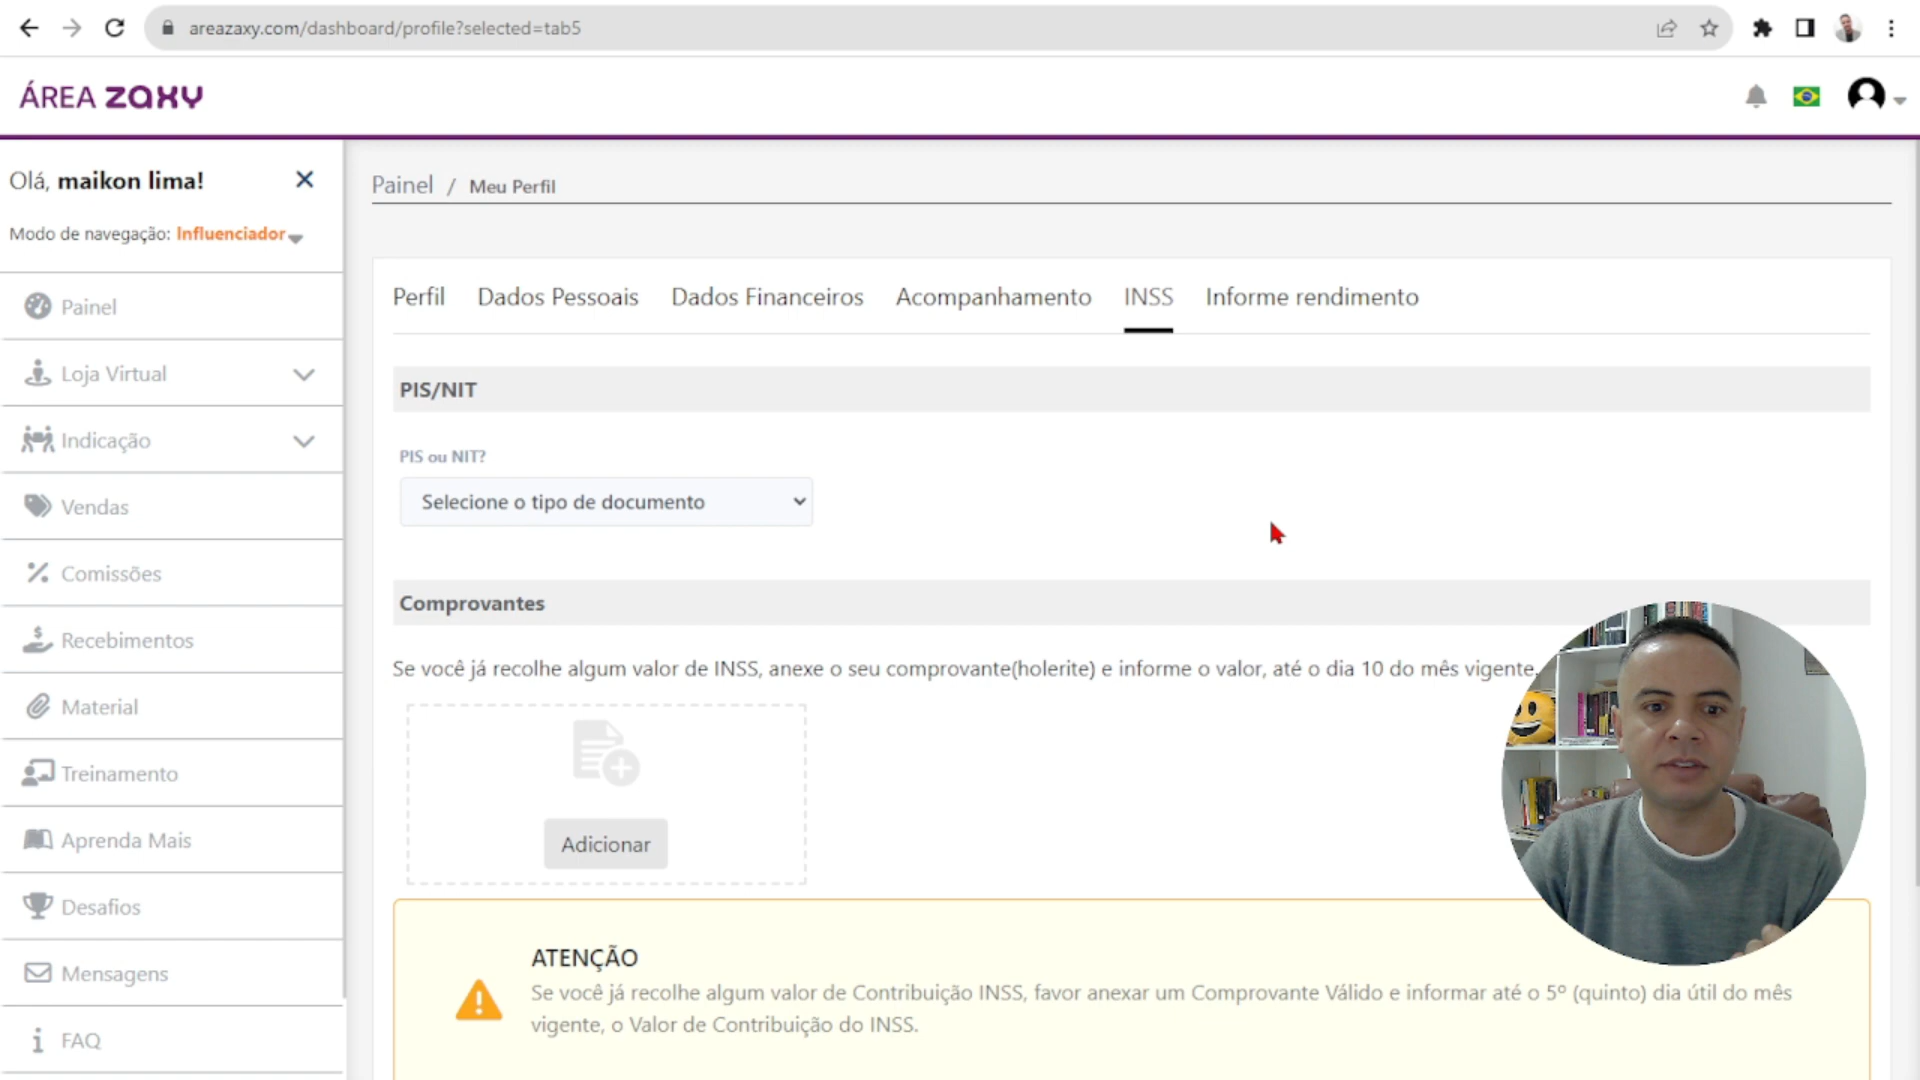 areazaxy.com/dashboard/profile?selected=tab5
ÁREA ZAXY
Olá, maikon lima!
Modo de navegação: Influenciador
Painel
Loja Virtual
Indicação
Vendas
Comissões
Recebimentos
Material
Treinamento
Aprenda Mais
Desafios
Mensagens
FAQ
Painel / Meu Perfil
Perfil Dados Pessoais Dados Financeiros Acompanhamento INSS Informe rendimento
PIS/NIT
PIS ou NIT?
Selecione o tipo de documento
Comprovantes
Se você já recolhe algum valor de INSS, anexe o seu comprovante(holerite) e informe o valor, até o dia 10 do mês vigente.
Adicionar
ATENÇÃO
Se você já recolhe algum valor de Contribuição INSS, favor anexar um Comprovante Válido e informar até o 5º (quinto) dia útil do mês
vigente, o Valor de Contribuição do INSS.